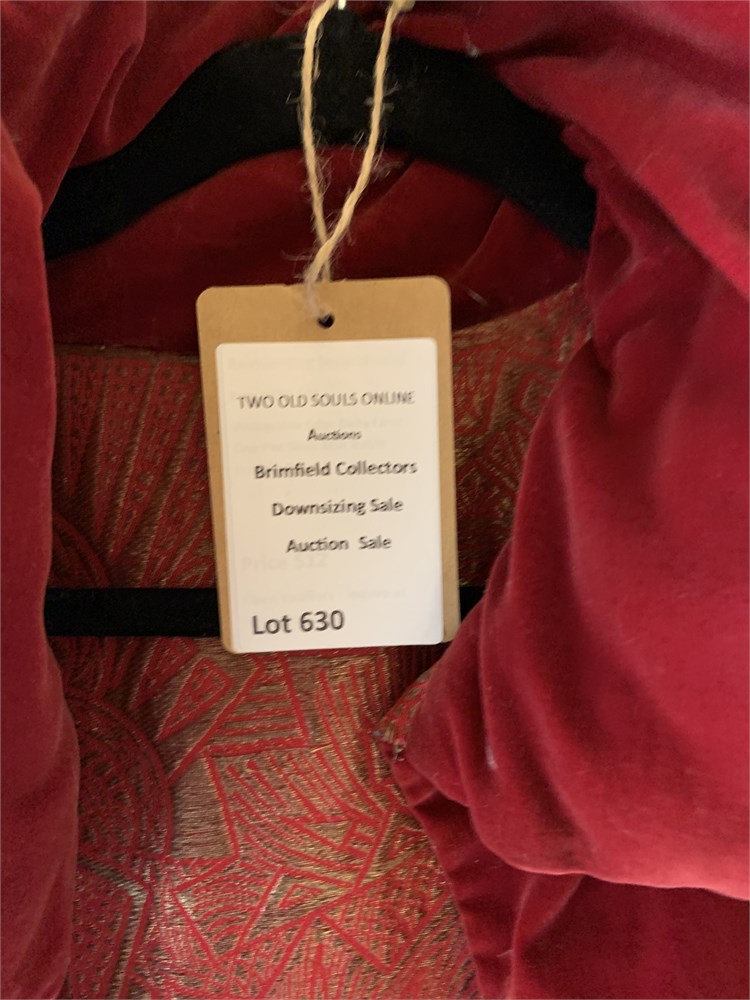 TWO OLD SOULS ONLINE
Auctions
Brimfield Collectors
Downsizing Sale
Auction Sale
Lot 630